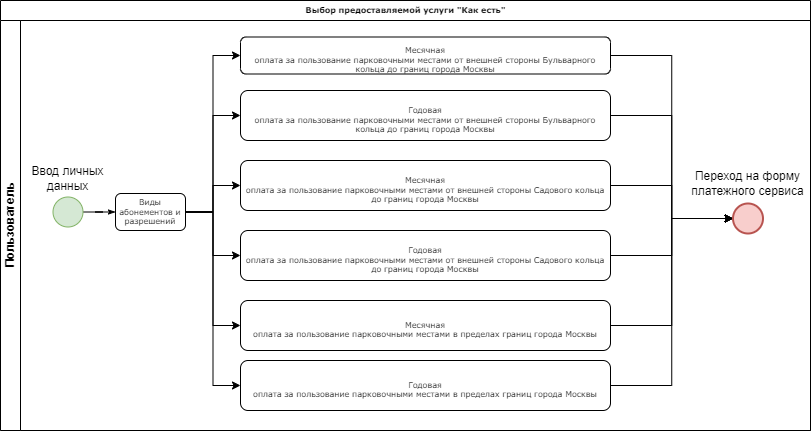 Выбор предоставляемой услуги "Как есть"
Пользователь
Ввод личных
данных
Виды
абонементов и
разрешений
Месячная
оплата за пользование парковочными местами от внешней стороны Бульварного
кольца до границ города Москвы
Годовая
оплата за пользование парковочными местами от внешней стороны Бульварного
кольца до границ города Москвы
Месячная
оплата за пользование парковочными местами от внешней стороны Садового кольца
до границ города Москвы
Годовая
оплата за пользование парковочными местами от внешней стороны Садового кольца
до границ города Москвы
Месячная
оплата за пользование парковочными местами в пределах границ города Москвы
Годовая
оплата за пользование парковочными местами в пределах границ города Москвы
Переход на форму
платежного сервиса